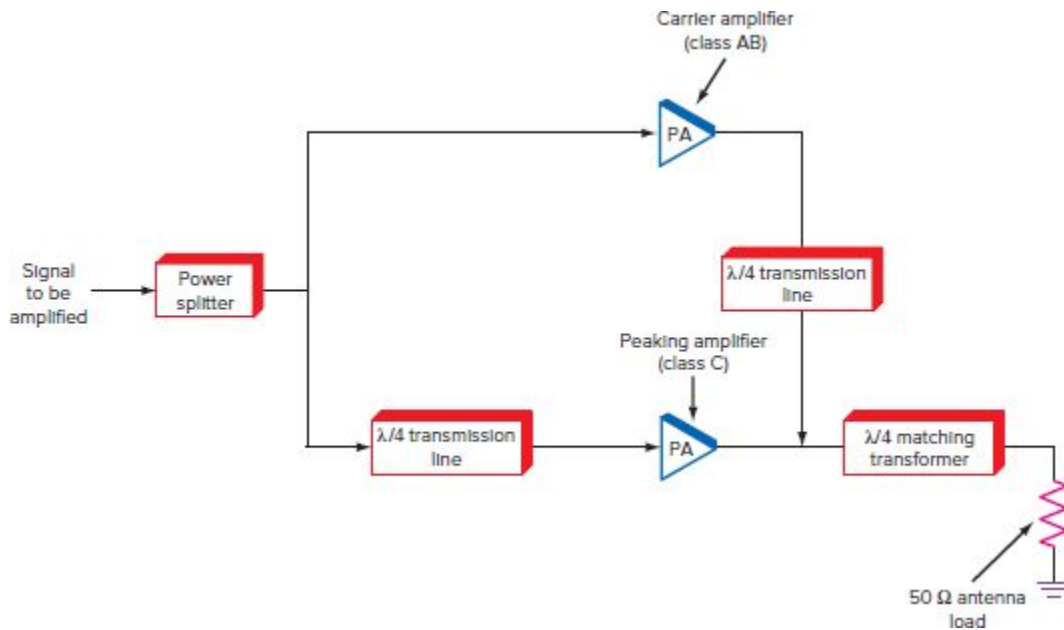 Carrier amplifier
(class AB)
PA
Signal
to be
amplified
Power
splitter
λ/4 transmission
line
Peaking amplifier
(class C)
λ/4 transmission
line
PA
λ/4 matching
transformer
50 Ω antenna
load